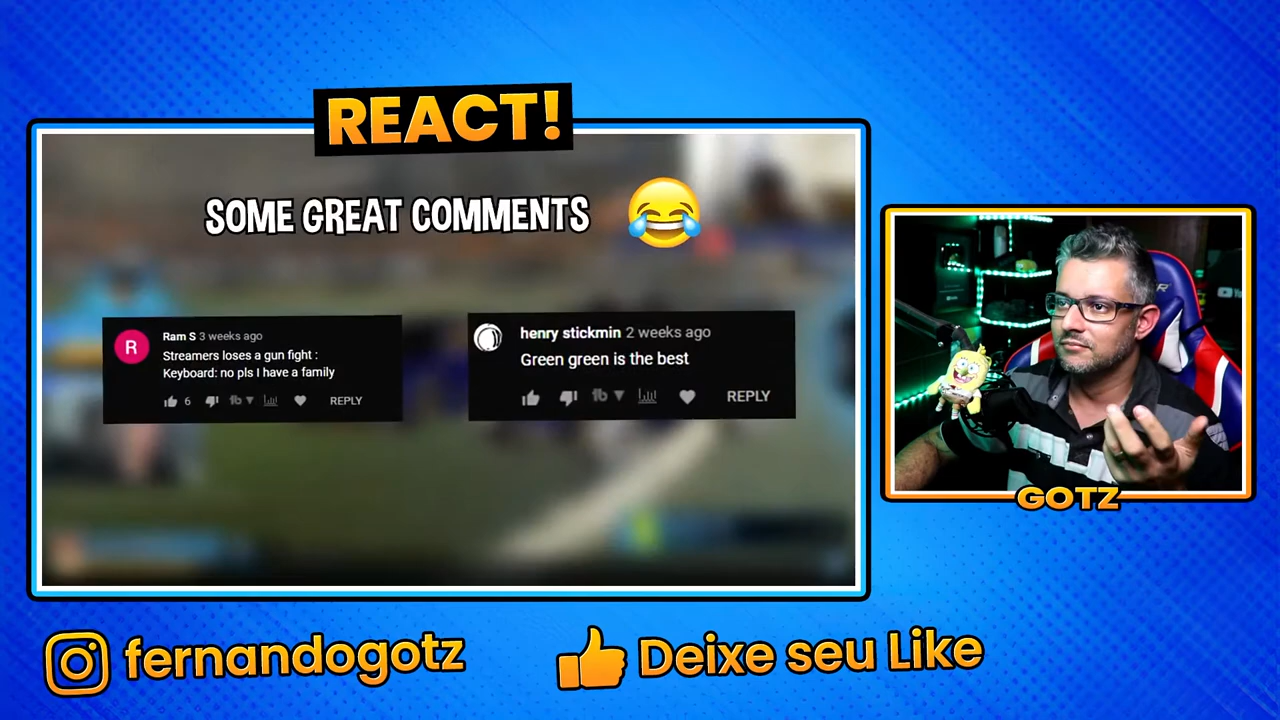 REACT!
SOME GREAT COMMENTS
R
Ram S 3 weeks ago
Streamers loses a gun fight :
Keyboard: no pls I have a family
6
REPLY
henry stickmin 2 weeks ago
Green green is the best
REPLY
GOTZ
fernandogotz
Deixe seu Like